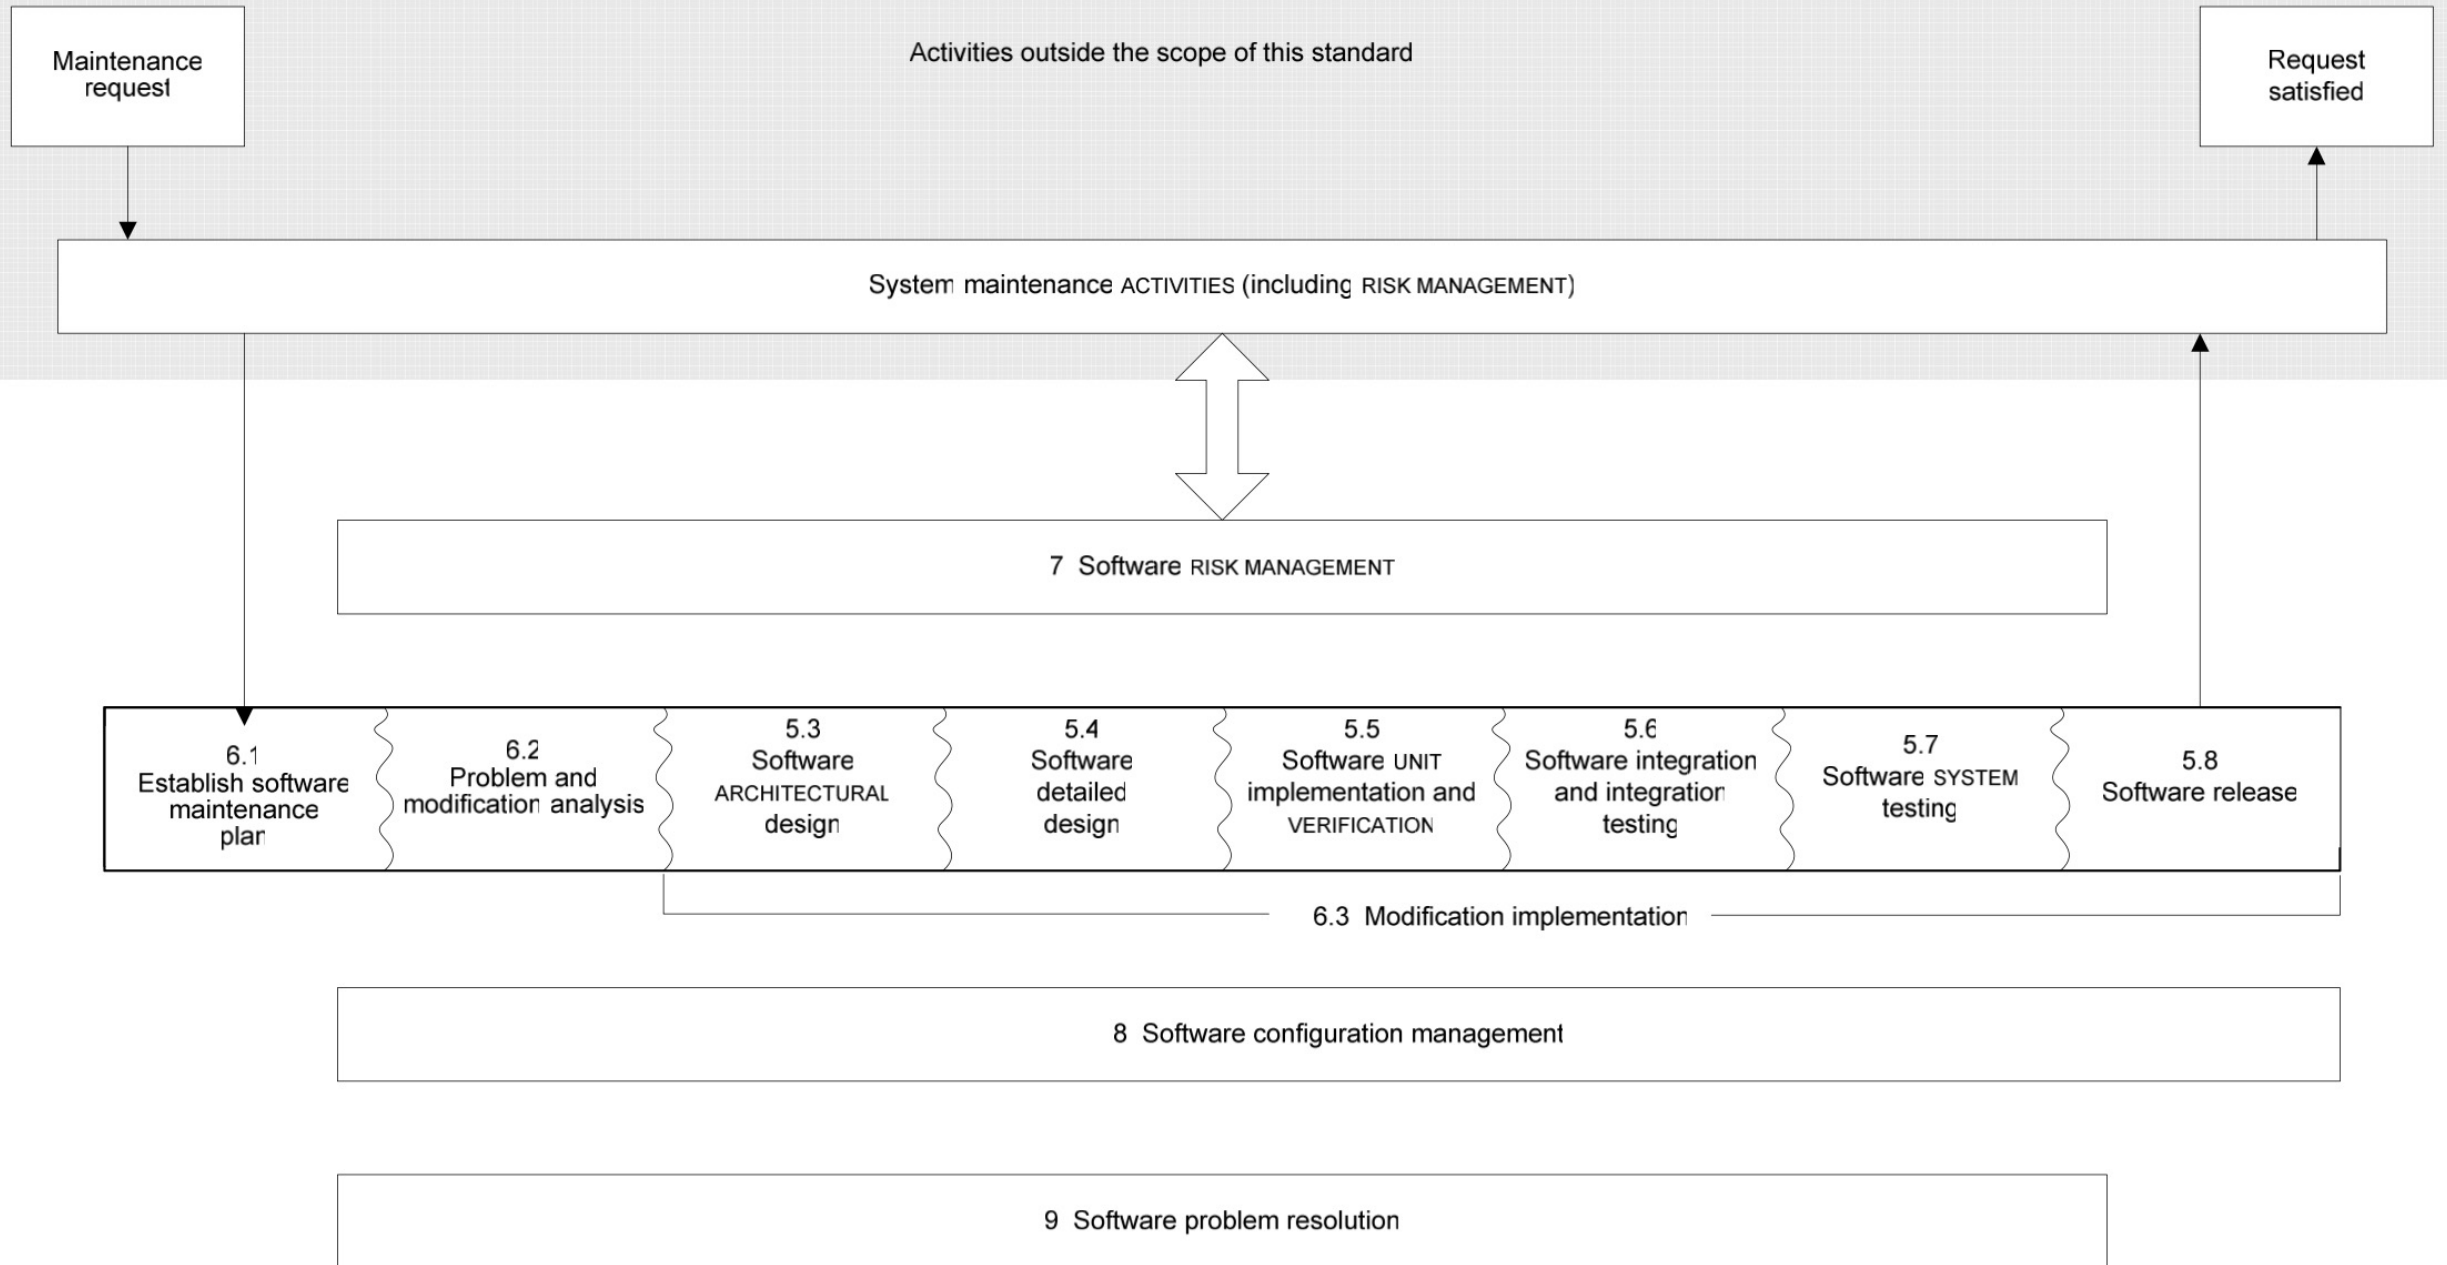 Maintenance
request
Activities outside the scope of this standard
Request
satisfied
System maintenance ACTIVITIES (including RISK MANAGEMENT)
7 Software RISK MANAGEMENT
6.1
Establish software
maintenance
plan
6.2
Problem and
modification analysis
5.3
Software
ARCHITECTURAL
design
5.4
Software
detailed
design
5.5
Software UNIT
implementation and
VERIFICATION
5.6
Software integration
and integration
testing
5.7
Software SYSTEM
testing
5.8
Software release
6.3 Modification implementation
8 Software configuration management
9 Software problem resolution